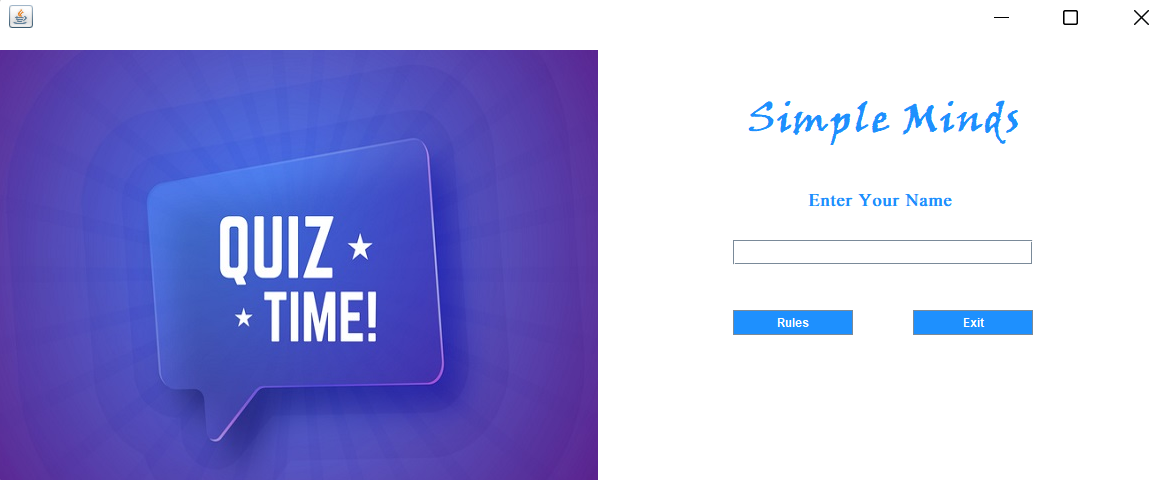 QUIZ
TIME!
Simple Minds
Enter Your Name
Rules
Exit